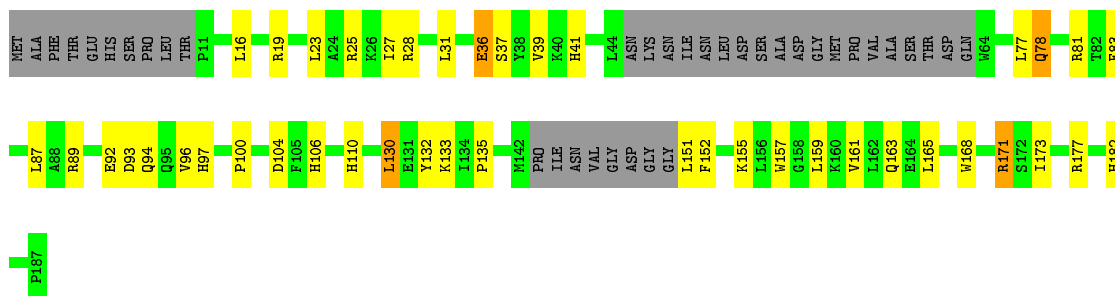 MET ALA PHE THR GLU HIS SER PRO LEU THR P11 L16 R19 L23 A24 R25 K26 I27 R28 L31 E36 S37 Y38 V39 K40 H41 L44 ASN LYS ASN ILE ASN LEU ASP SER ALA ASP GLY MET PRO VAL ALA SER THR ASP GLN W64 L77 Q78 R81 T82
L87 A88 R89 E92 D93 Q94 Q95 V96 H97 P100 D104 F105 H106 H110 L130 E131 Y132 K133 I134 P135 M142 PRO ILE ASN VAL GLY ASP GLY GLY L151 F152 K155 L156 W157 G158 L159 K160 V161 L162 Q163 E164 L165 W168 R171 S172 I173 R177
P187